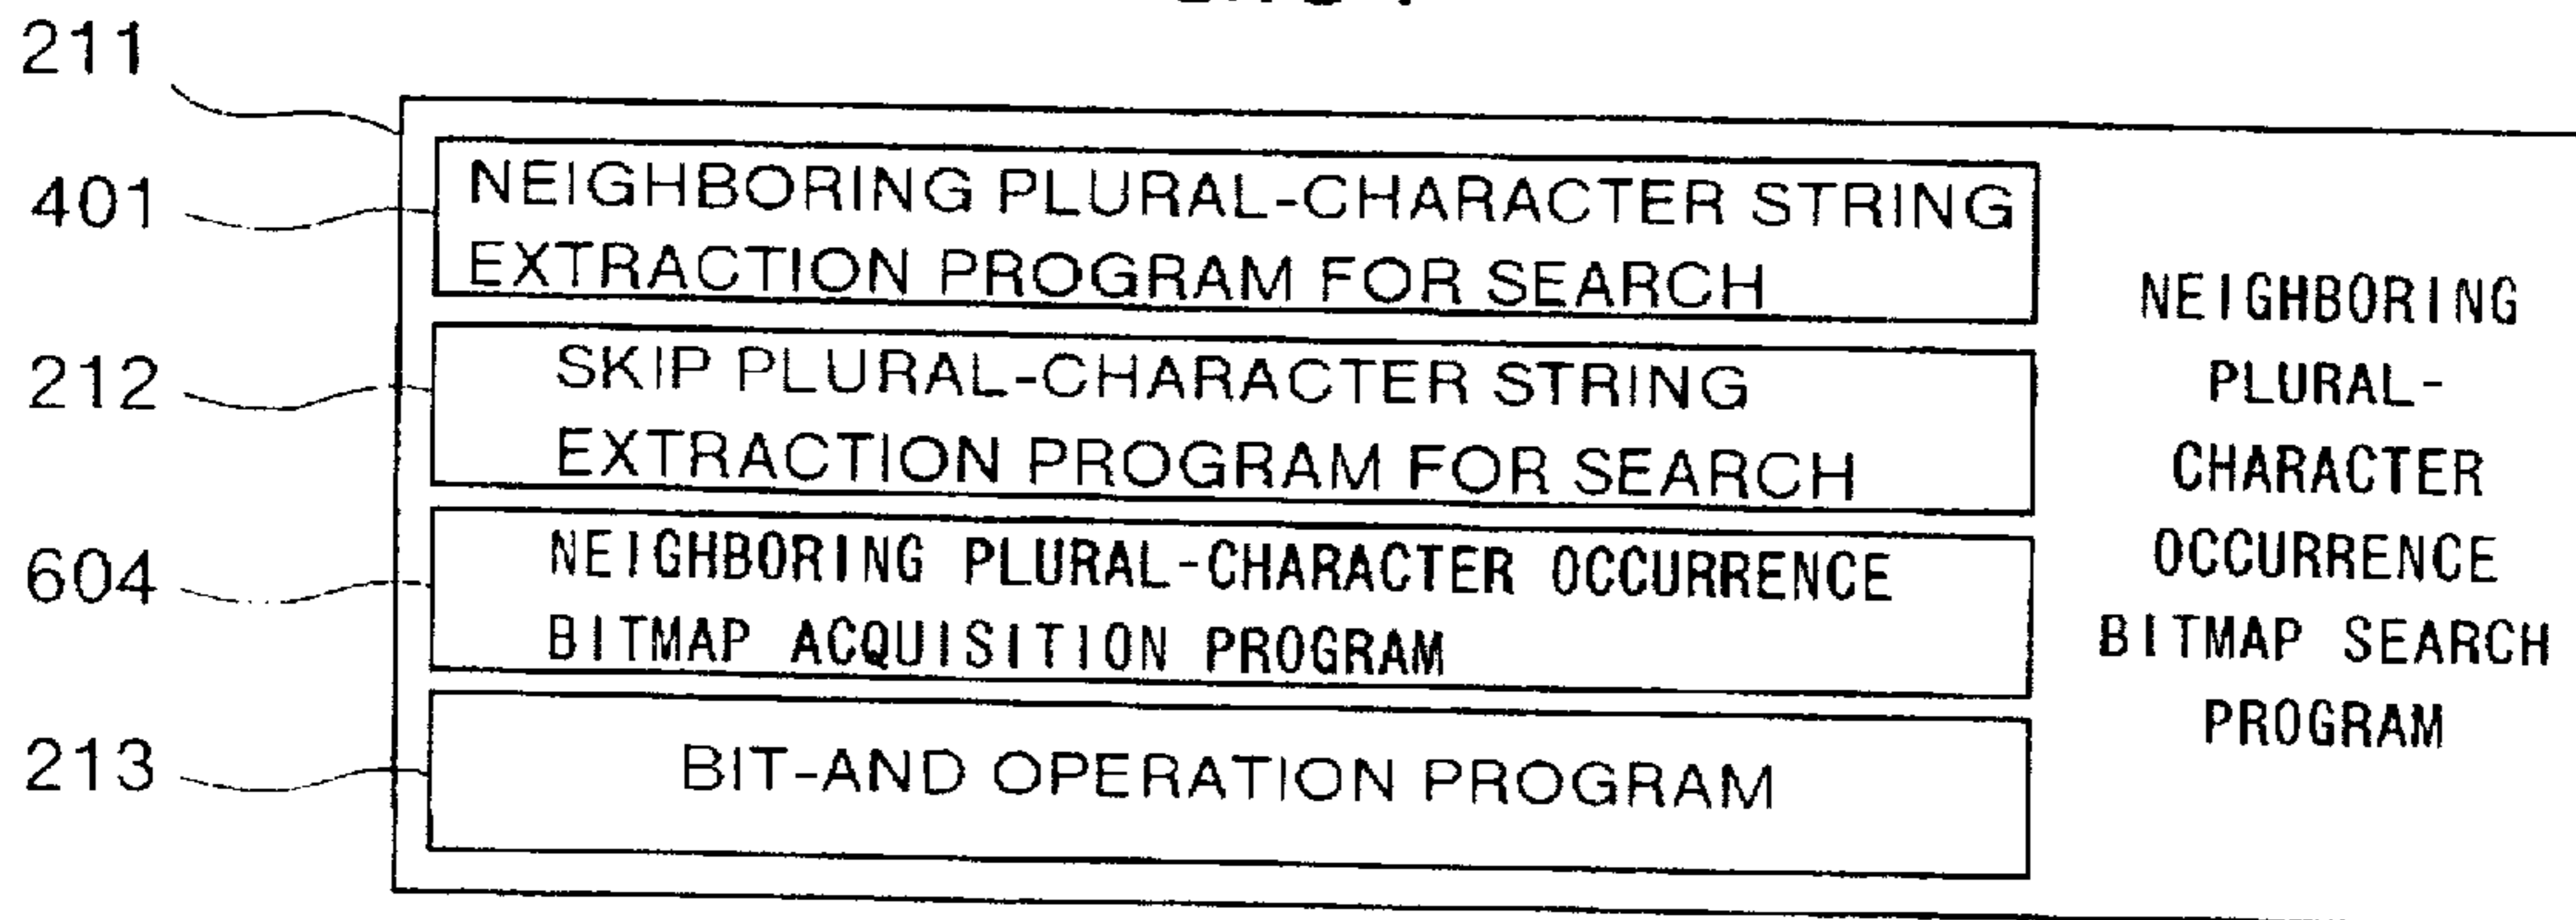 211
401
NEIGHBORING PLURAL-CHARACTER STRING
EXTRACTION PROGRAM FOR SEARCH
212
SKIP PLURAL-CHARACTER STRING
EXTRACTION PROGRAM FOR SEARCH
604
NEIGHBORING PLURAL-CHARACTER OCCURRENCE
BITMAP ACQUISITION PROGRAM
213
BIT-AND OPERATION PROGRAM
NEIGHBORING
PLURAL-
CHARACTER
OCCURRENCE
BITMAP SEARCH
PROGRAM